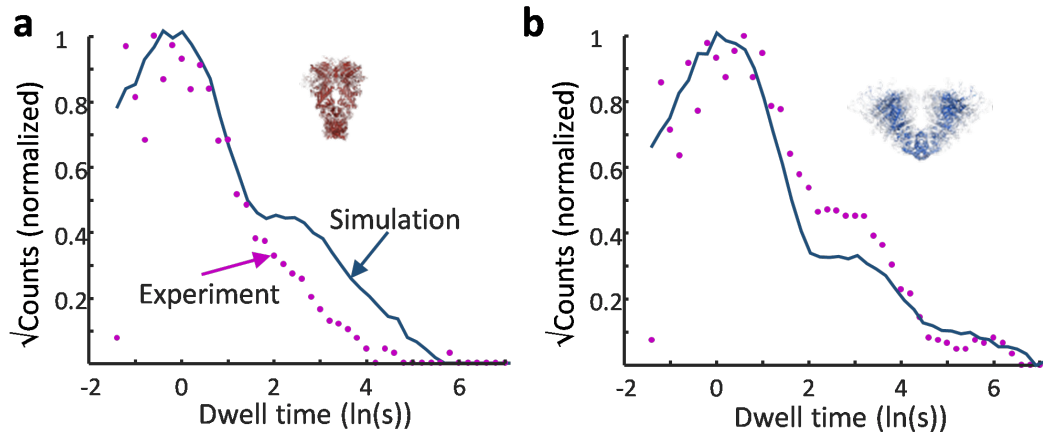 a
√Counts (normalized)
1
0.8
0.6
0.4
0.2
Simulation
Experiment
-2 0 2 4 6
Dwell time (ln(s))
b
√Counts (normalized)
1
0.8
0.6
0.4
0.2
-2 0 2 4 6
Dwell time (ln(s))